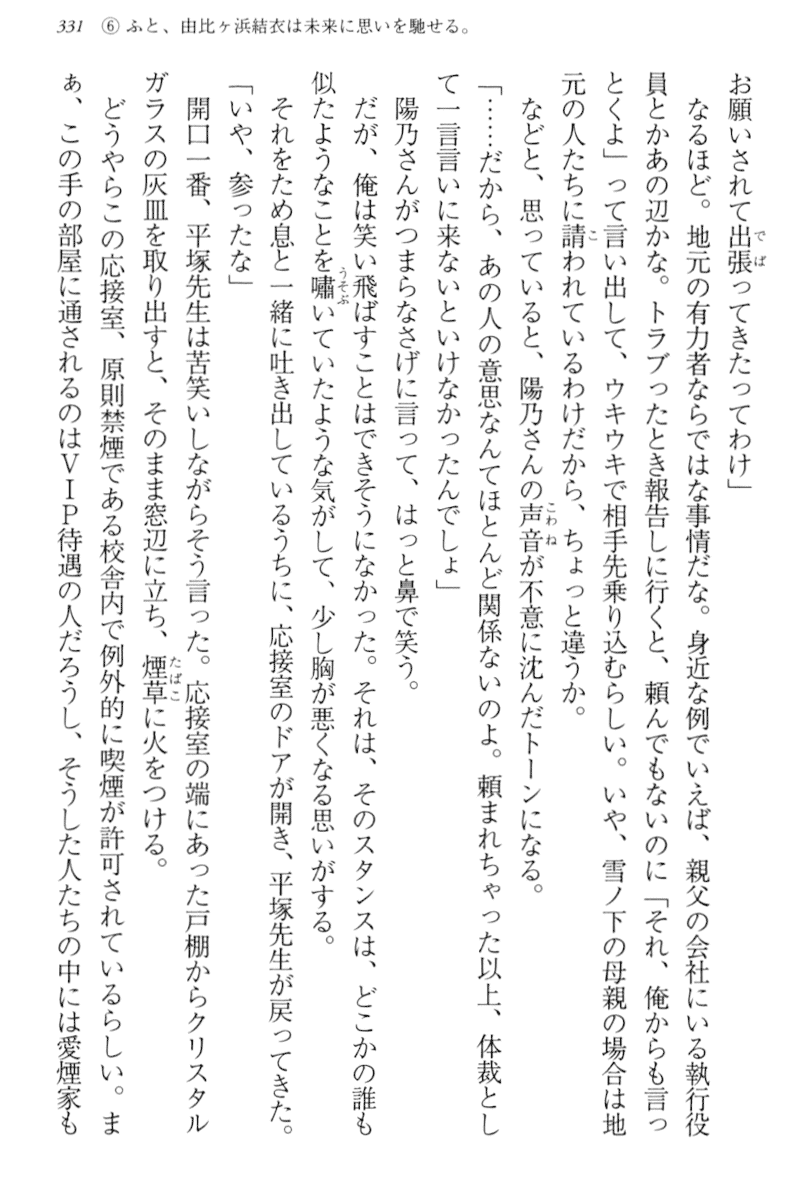 331 ⑥ ふと、由比ヶ浜結衣は未来に思いを馳せる。
お願いされて出張ってきたってわけ」
　なるほど。地元の有力者ならではな事情だな。身近な例でいえば、親父の会社にいる執行役
員とかあの辺かな。トラブったとき報告しに行くと、頼んでもないのに「それ、俺からも言っ
とくよ」って言い出して、ウキウキで相手先乗り込むらしい。いや、雪ノ下の母親の場合は地
元の人たちに請われているわけだから、ちょっと違うか。
　などと、思っていると、陽乃さんの声音が不意に沈んだトーンになる。
「……だから、あの人の意思なんてほとんど関係ないのよ。頼まれちゃった以上、体裁とし
て一言言いに来ないといけなかったんでしょ」
　陽乃さんがつまらなさげに言って、はっと鼻で笑う。
　だが、俺は笑い飛ばすことはできそうになかった。それは、そのスタンスは、どこかの誰も
似たようなことを嘯いていたような気がして、少し胸が悪くなる思いがする。
　それをため息と一緒に吐き出しているうちに、応接室のドアが開き、平塚先生が戻ってきた。
「いや、参ったな」
　開口一番、平塚先生は苦笑いしながらそう言った。応接室の端にあった戸棚からクリスタル
ガラスの灰皿を取り出すと、そのまま窓辺に立ち、煙草に火をつける。
　どうやらこの応接室、原則禁煙である校舎内で例外的に喫煙が許可されているらしい。ま
ぁ、この手の部屋に通されるのはＶＩＰ待遇の人だろうし、そうした人たちの中には愛煙家も